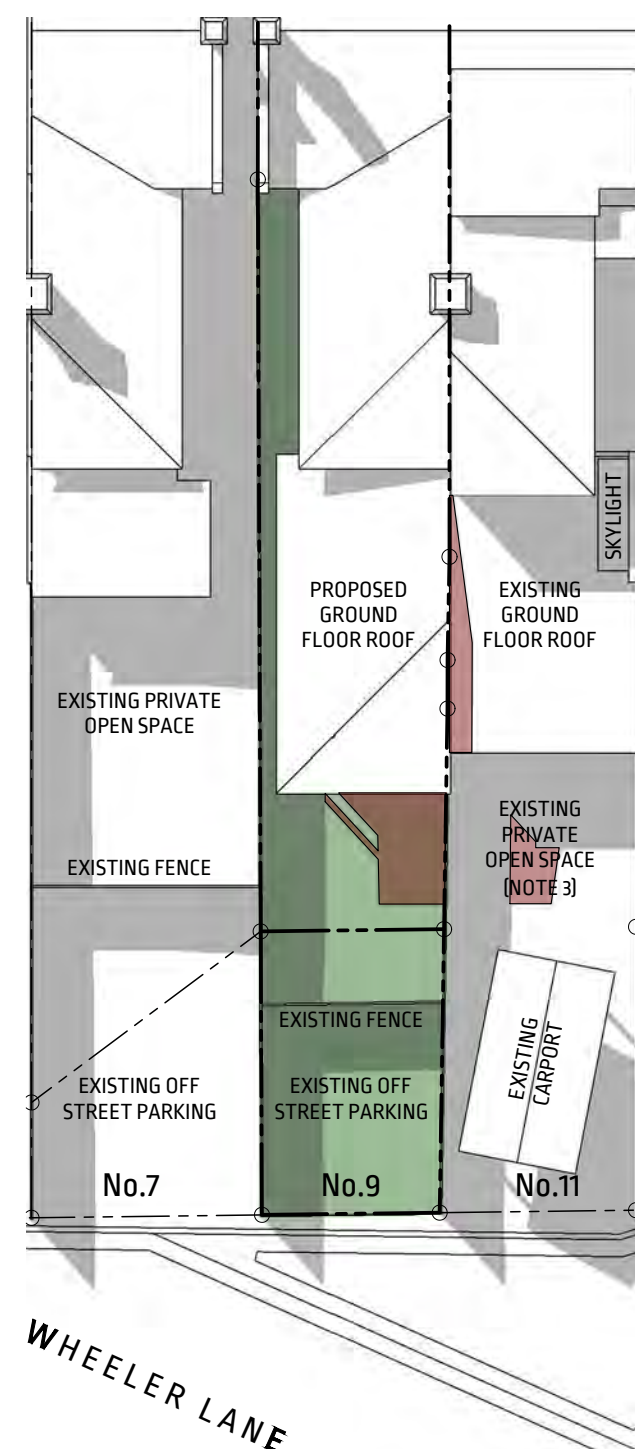 SKYLIGHT
PROPOSED
GROUND
FLOOR ROOF
EXISTING
GROUND
FLOOR ROOF
EXISTING PRIVATE
OPEN SPACE
EXISTING
PRIVATE
OPEN SPACE
(NOTE 3)
EXISTING FENCE
EXISTING FENCE
EXISTING
CARPORT
EXISTING OFF
STREET PARKING
EXISTING OFF
STREET PARKING
No.7
No.9
No.11
WHEELER LANE